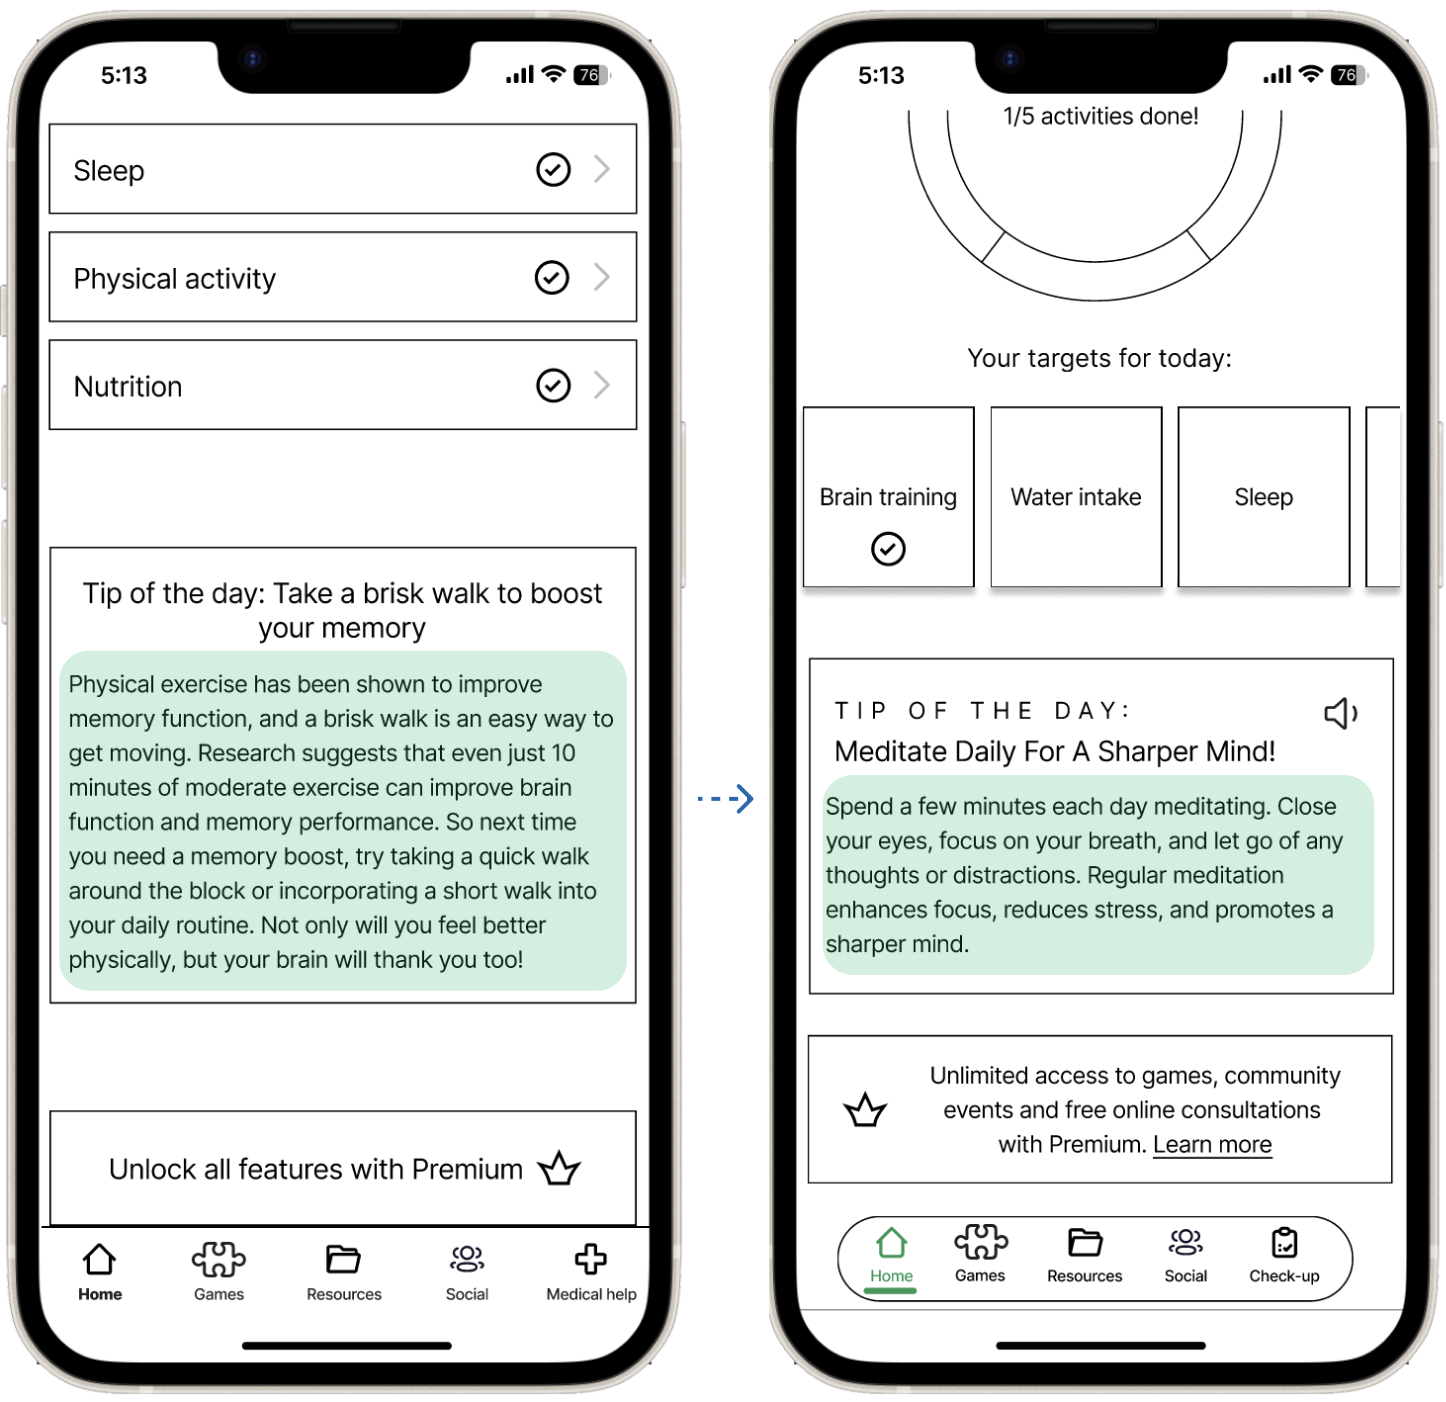 5:13
76
Sleep
Physical activity
Nutrition
Tip of the day: Take a brisk walk to boost
your memory
Physical exercise has been shown to improve
memory function, and a brisk walk is an easy way to
get moving. Research suggests that even just 10
minutes of moderate exercise can improve brain
function and memory performance. So next time
you need a memory boost, try taking a quick walk
around the block or incorporating a short walk into
your daily routine. Not only will you feel better
physically, but your brain will thank you too!
Unlock all features with Premium
Home Games Resources Social Medical help
5:13
76
1/5 activities done!
Your targets for today:
Brain training Water intake Sleep
TIP OF THE DAY:
Meditate Daily For A Sharper Mind!
Spend a few minutes each day meditating. Close
your eyes, focus on your breath, and let go of any
thoughts or distractions. Regular meditation
enhances focus, reduces stress, and promotes a
sharper mind.
Unlimited access to games, community
events and free online consultations
with Premium. Learn more
Home Games Resources Social Check-up